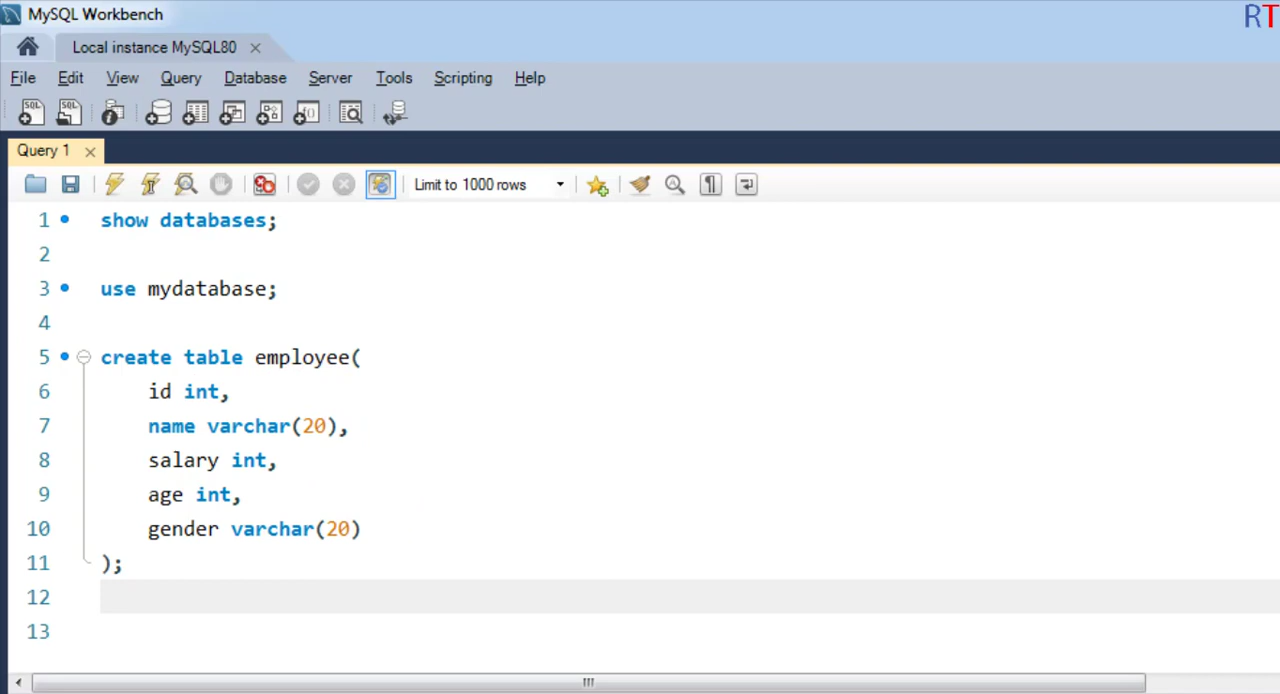 MySQL Workbench
RT
Local instance MySQL80
File Edit View Query Database Server Tools Scripting Help
SQL SQL
Query 1
Limit to 1000 rows
1 show databases;
2
3 use mydatabase;
4
5 create table employee(
6 id int,
7 name varchar(20),
8 salary int,
9 age int,
10 gender varchar(20)
11 );
12
13